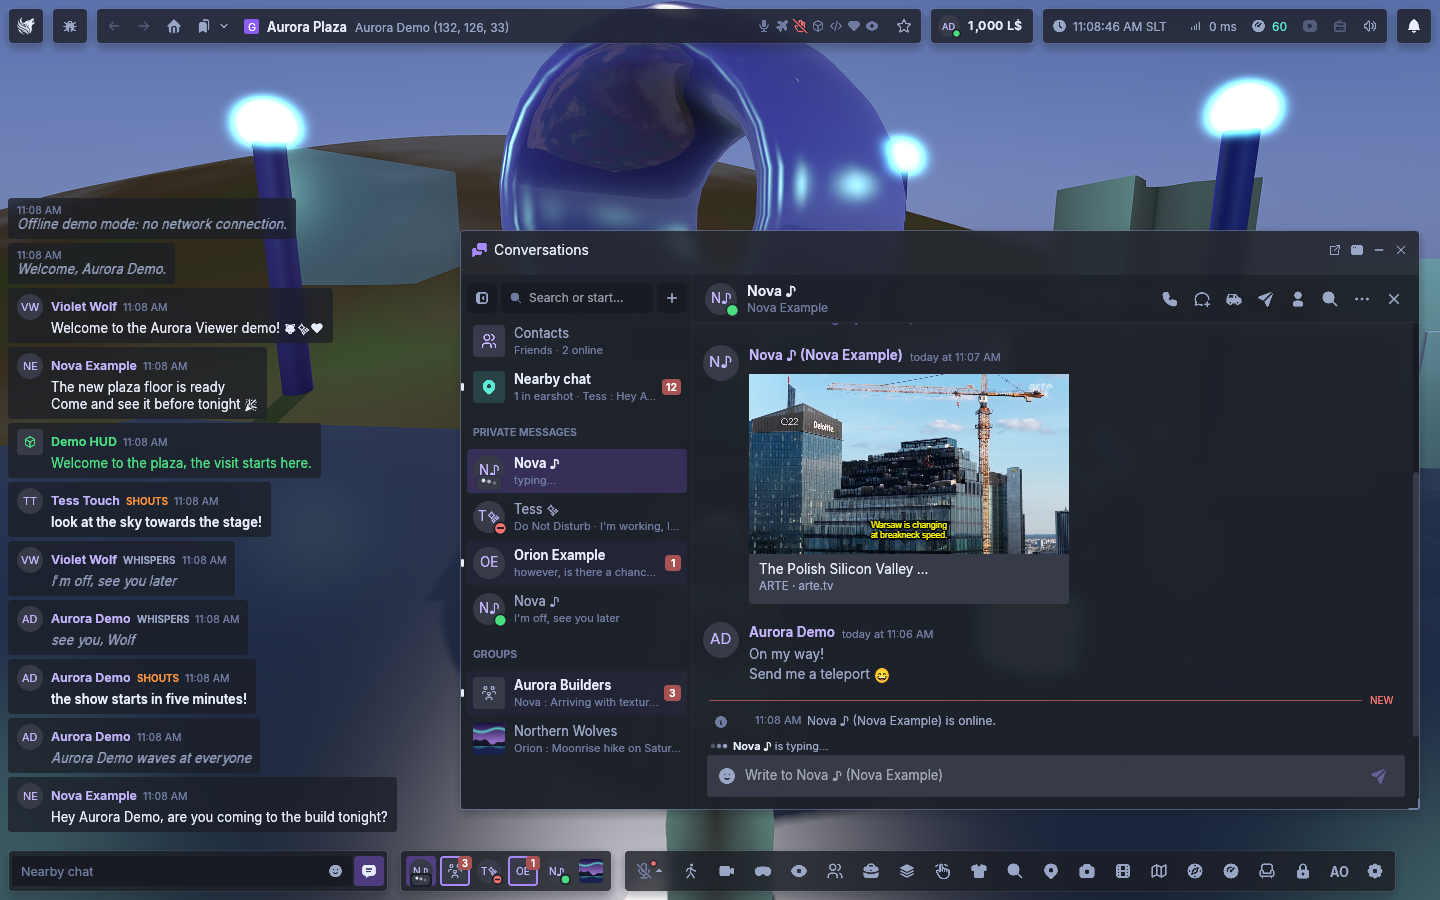 G Aurora Plaza Aurora Demo (132, 126, 33)
AD 1,000 L$
11:08:46 AM SLT 0 ms 60
11:08 AM
Offline demo mode: no network connection.
11:08 AM
Welcome, Aurora Demo.
VW Violet Wolf 11:08 AM
Welcome to the Aurora Viewer demo! 🐺✨❤
NE Nova Example 11:08 AM
The new plaza floor is ready
Come and see it before tonight 🎉
Demo HUD 11:08 AM
Welcome to the plaza, the visit starts here.
TT Tess Touch SHOUTS 11:08 AM
look at the sky towards the stage!
VW Violet Wolf WHISPERS 11:08 AM
I'm off, see you later
AD Aurora Demo WHISPERS 11:08 AM
see you, Wolf
AD Aurora Demo SHOUTS 11:08 AM
the show starts in five minutes!
AD Aurora Demo 11:08 AM
Aurora Demo waves at everyone
NE Nova Example 11:08 AM
Hey Aurora Demo, are you coming to the build tonight?
Conversations
Search or start...
Contacts
Friends · 2 online
Nearby chat
1 in earshot · Tess : Hey A... 12
PRIVATE MESSAGES
N♪ Nova ♪
typing...
T✨ Tess ✨
Do Not Disturb · I'm working, I...
OE Orion Example
however, is there a chanc... 1
N♪ Nova ♪
I'm off, see you later
GROUPS
Aurora Builders
Nova : Arriving with textur... 3
Northern Wolves
Orion : Moonrise hike on Satur...
N♪ Nova ♪
Nova Example
N♪ Nova ♪ (Nova Example) today at 11:07 AM
arte
Q22
Deloitte.
Warsaw is changing
at breakneck speed.
The Polish Silicon Valley ...
ARTE · arte.tv
AD Aurora Demo today at 11:06 AM
On my way!
Send me a teleport 😄
NEW
11:08 AM Nova ♪ (Nova Example) is online.
Nova ♪ is typing...
Write to Nova ♪ (Nova Example)
Nearby chat
N♪ 3 T✨ OE 1 N♪
AO